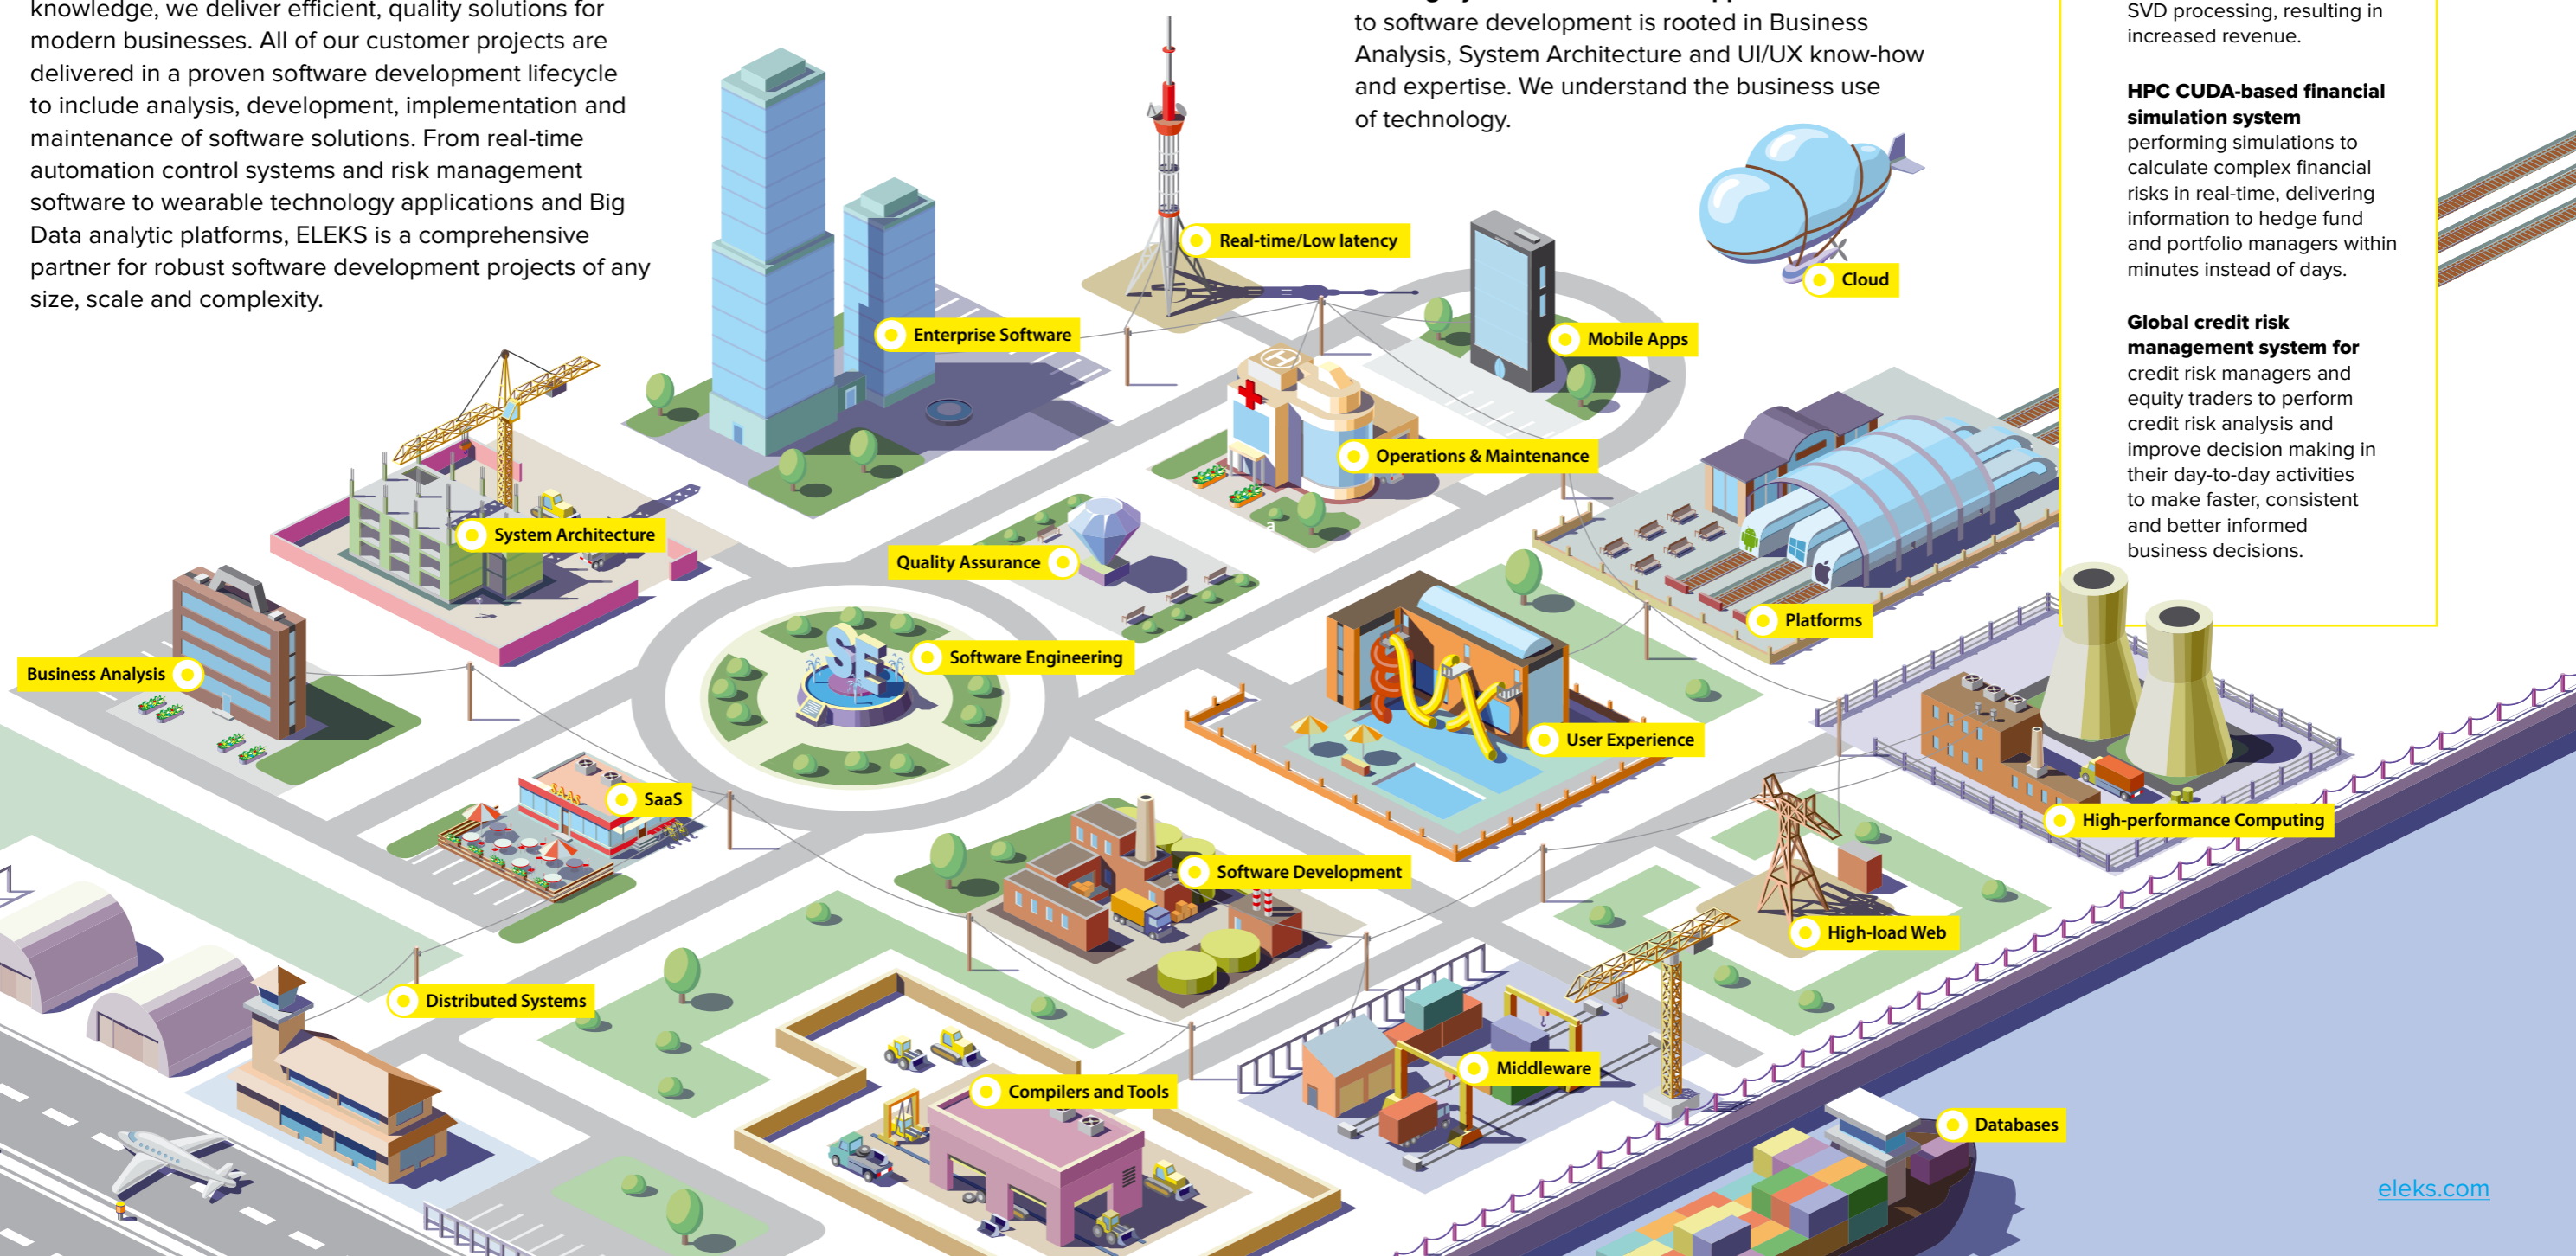 knowledge, we deliver efficient, quality solutions for
modern businesses. All of our customer projects are
delivered in a proven software development lifecycle
to include analysis, development, implementation and
maintenance of software solutions. From real-time
automation control systems and risk management
software to wearable technology applications and Big
Data analytic platforms, ELEKS is a comprehensive
partner for robust software development projects of any
size, scale and complexity.
to software development is rooted in Business
Analysis, System Architecture and UI/UX know-how
and expertise. We understand the business use
of technology.
SVD processing, resulting in
increased revenue.
HPC CUDA-based financial
simulation system
performing simulations to
calculate complex financial
risks in real-time, delivering
information to hedge fund
and portfolio managers within
minutes instead of days.
Global credit risk
management system for
credit risk managers and
equity traders to perform
credit risk analysis and
improve decision making in
their day-to-day activities
to make faster, consistent
and better informed
business decisions.
Real-time/Low latency
Cloud
Enterprise Software
Mobile Apps
H
Operations & Maintenance
a
System Architecture
Quality Assurance
Platforms
SE
Software Engineering
Business Analysis
UX
User Experience
SAAS
SaaS
High-performance Computing
Software Development
High-load Web
Distributed Systems
Middleware
Compilers and Tools
Databases
eleks.com